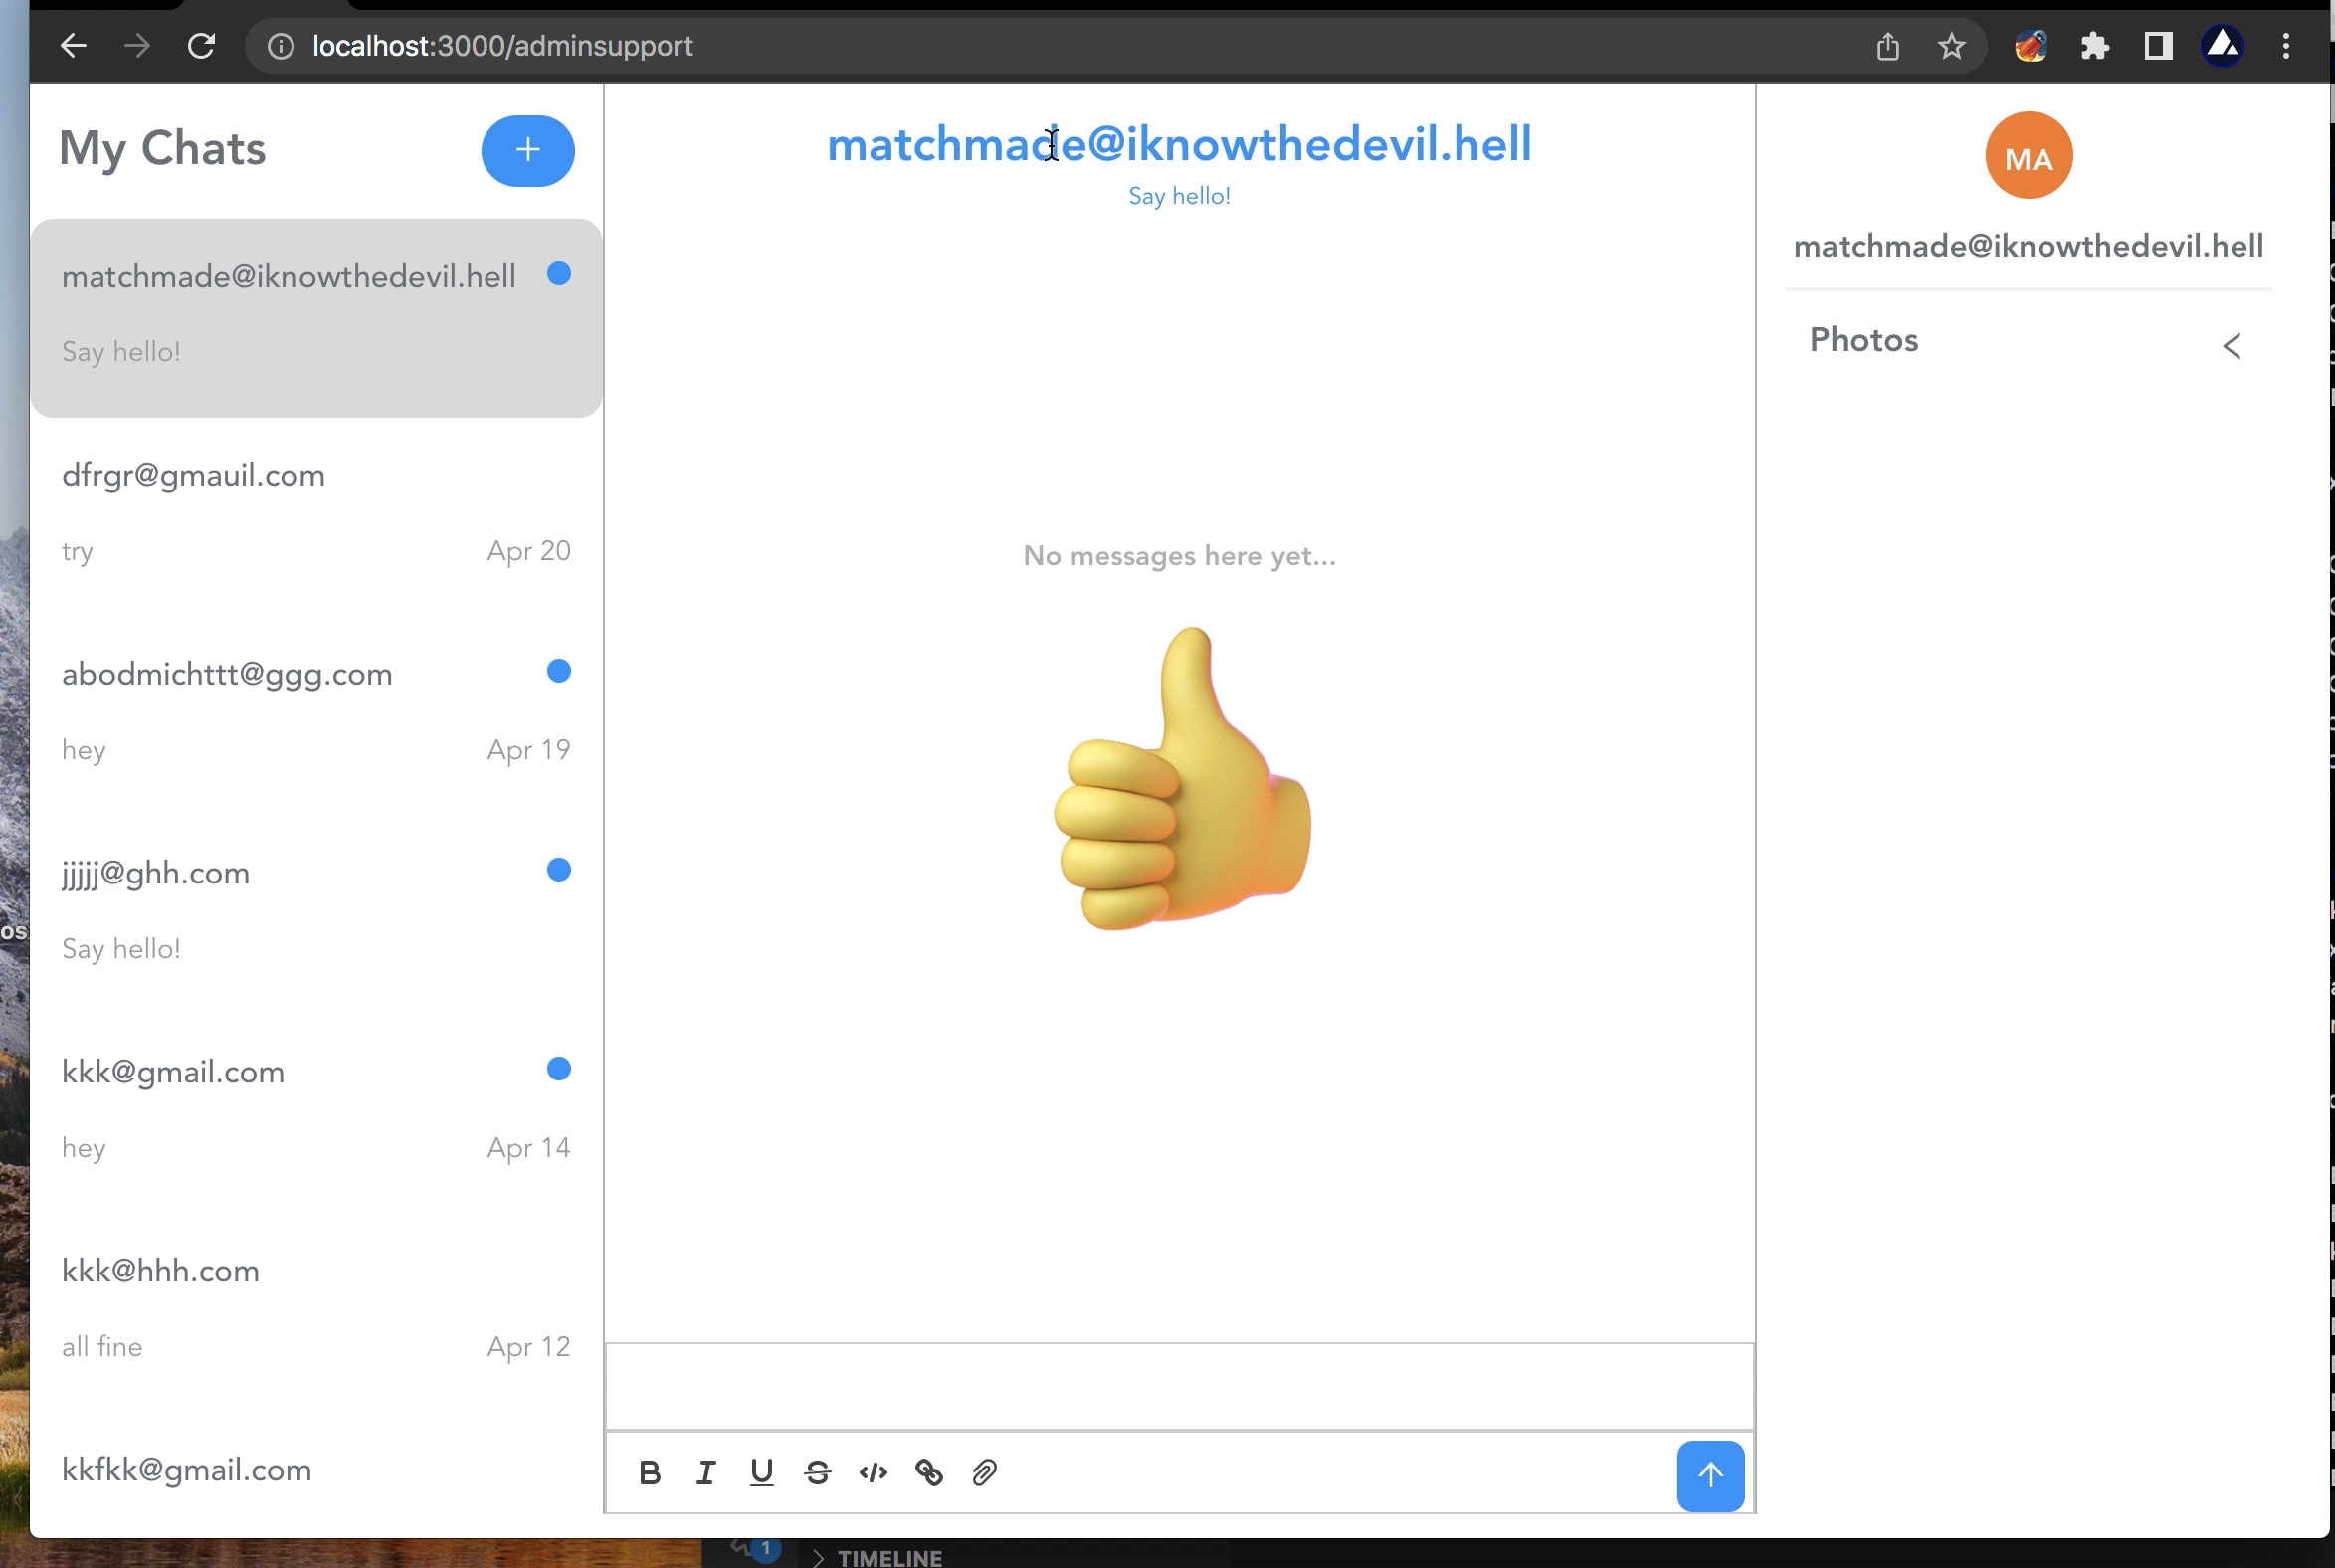 localhost:3000/adminsupport
My Chats
+
matchmade@iknowthedevil.hell
Say hello!
dfrgr@gmauil.com
try Apr 20
abodmichttt@ggg.com
hey Apr 19
jjjjj@ghh.com
Say hello!
kkk@gmail.com
hey Apr 14
kkk@hhh.com
all fine Apr 12
kkfkk@gmail.com
matchmade@iknowthedevil.hell
Say hello!
No messages here yet...
B I U S </>
MA
matchmade@iknowthedevil.hell
Photos
os
1
TIMELINE